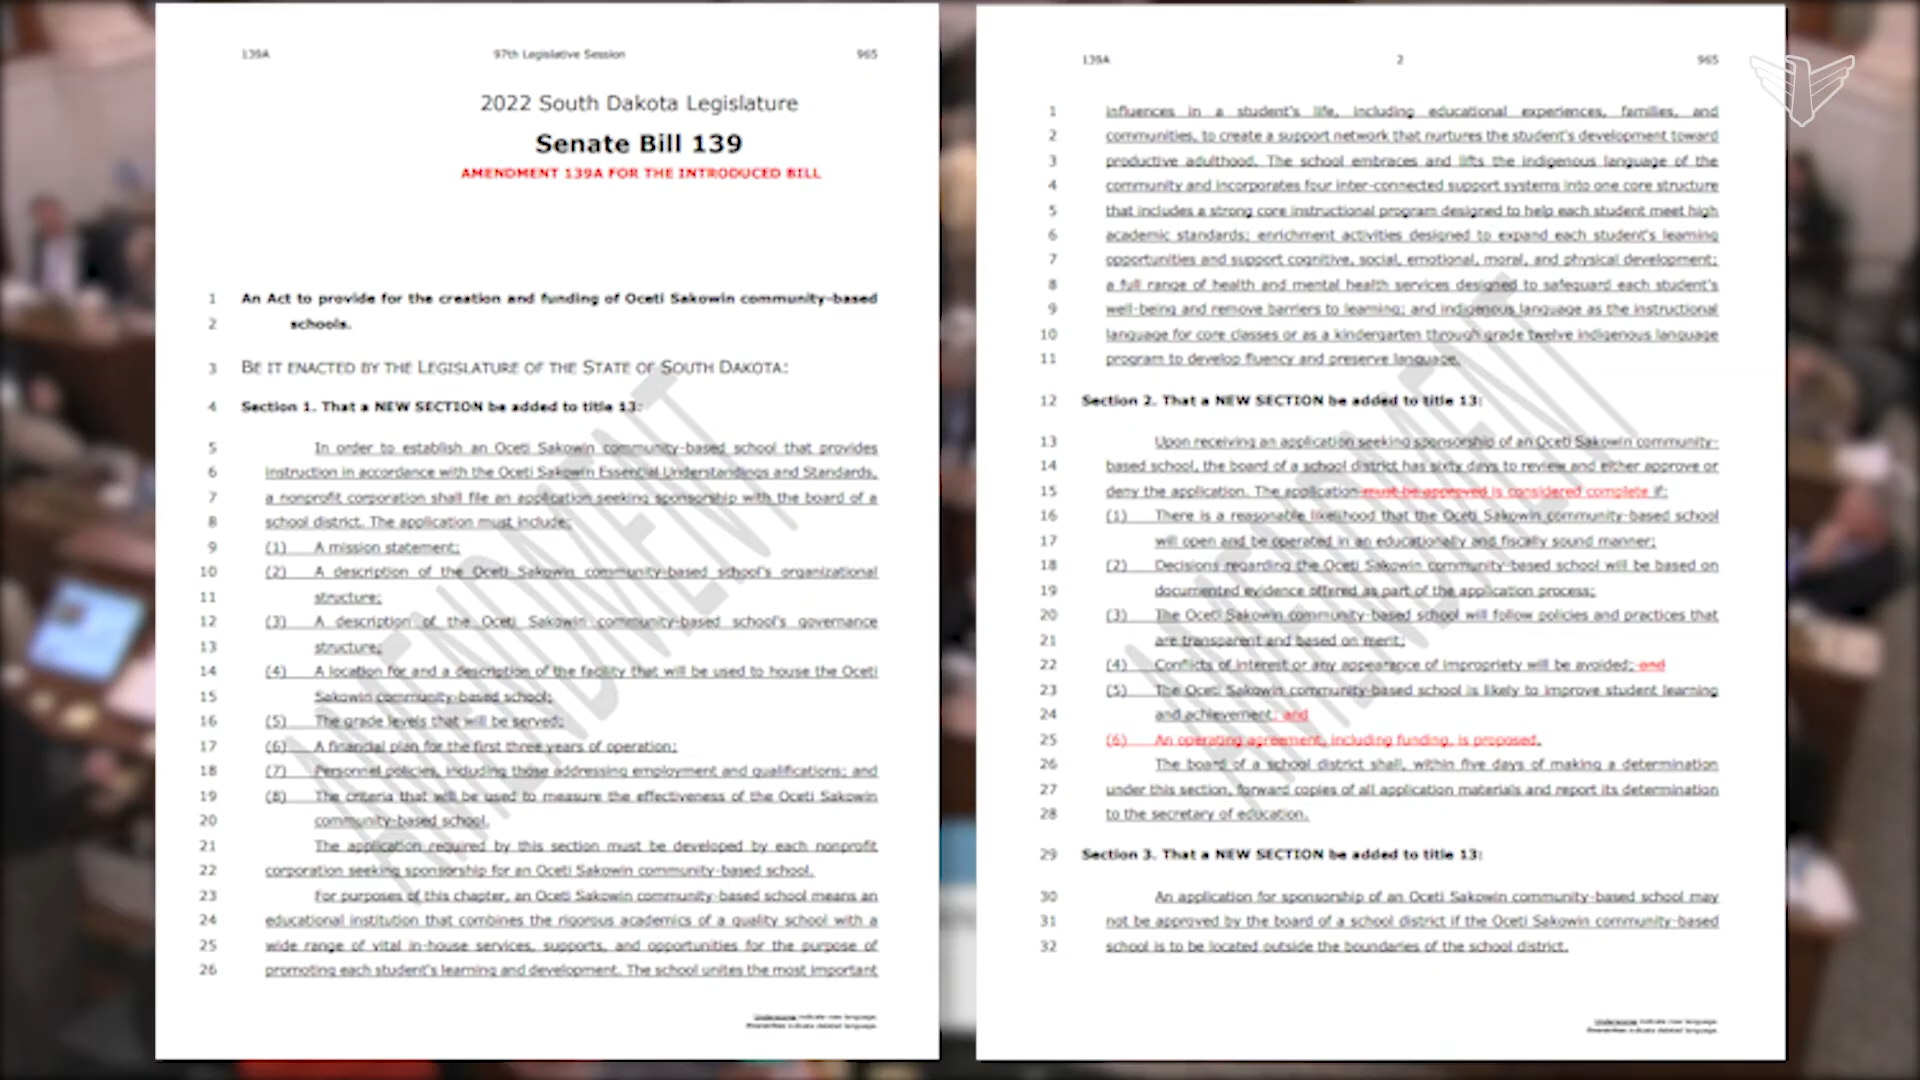 139A 97th Legislative Session 965
2022 South Dakota Legislature
Senate Bill 139
AMENDMENT 139A FOR THE INTRODUCED BILL
1 An Act to provide for the creation and funding of Oceti Sakowin community-based
2 schools.
3 BE IT ENACTED BY THE LEGISLATURE OF THE STATE OF SOUTH DAKOTA:
4 Section 1. That a NEW SECTION be added to title 13:
5 In order to establish an Oceti Sakowin community-based school that provides
6 instruction in accordance with the Oceti Sakowin Essential Understandings and Standards,
7 a nonprofit corporation shall file an application seeking sponsorship with the board of a
8 school district. The application must include:
9 (1) A mission statement;
10 (2) A description of the Oceti Sakowin community-based school's organizational
11 structure;
12 (3) A description of the Oceti Sakowin community-based school's governance
13 structure;
14 (4) A location for and a description of the facility that will be used to house the Oceti
15 Sakowin community-based school;
16 (5) The grade levels that will be served;
17 (6) A financial plan for the first three years of operation;
18 (7) Personnel policies, including those addressing employment and qualifications; and
19 (8) The criteria that will be used to measure the effectiveness of the Oceti Sakowin
20 community-based school.
21 The application required by this section must be developed by each nonprofit
22 corporation seeking sponsorship for an Oceti Sakowin community-based school.
23 For purposes of this chapter, an Oceti Sakowin community-based school means an
24 educational institution that combines the rigorous academics of a quality school with a
25 wide range of vital in-house services, supports, and opportunities for the purpose of
26 promoting each student's learning and development. The school unites the most important
Underscores indicate new language.
Overstrikes indicate deleted language.
AMENDMENT
139A 2 965
1 influences in a student's life, including educational experiences, families, and
2 communities, to create a support network that nurtures the student's development toward
3 productive adulthood. The school embraces and lifts the indigenous language of the
4 community and incorporates four inter-connected support systems into one core structure
5 that includes a strong core instructional program designed to help each student meet high
6 academic standards; enrichment activities designed to expand each student's learning
7 opportunities and support cognitive, social, emotional, moral, and physical development;
8 a full range of health and mental health services designed to safeguard each student's
9 well-being and remove barriers to learning; and indigenous language as the instructional
10 language for core classes or as a kindergarten through grade twelve indigenous language
11 program to develop fluency and preserve language.
12 Section 2. That a NEW SECTION be added to title 13:
13 Upon receiving an application seeking sponsorship of an Oceti Sakowin community-
14 based school, the board of a school district has sixty days to review and either approve or
15 deny the application. The application must be approved is considered complete if:
16 (1) There is a reasonable likelihood that the Oceti Sakowin community-based school
17 will open and be operated in an educationally and fiscally sound manner;
18 (2) Decisions regarding the Oceti Sakowin community-based school will be based on
19 documented evidence offered as part of the application process;
20 (3) The Oceti Sakowin community-based school will follow policies and practices that
21 are transparent and based on merit;
22 (4) Conflicts of interest or any appearance of impropriety will be avoided; and
23 (5) The Oceti Sakowin community-based school is likely to improve student learning
24 and achievement; and
25 (6) An operating agreement, including funding, is proposed.
26 The board of a school district shall, within five days of making a determination
27 under this section, forward copies of all application materials and report its determination
28 to the secretary of education.
29 Section 3. That a NEW SECTION be added to title 13:
30 An application for sponsorship of an Oceti Sakowin community-based school may
31 not be approved by the board of a school district if the Oceti Sakowin community-based
32 school is to be located outside the boundaries of the school district.
Underscores indicate new language.
Overstrikes indicate deleted language.
AMENDMENT